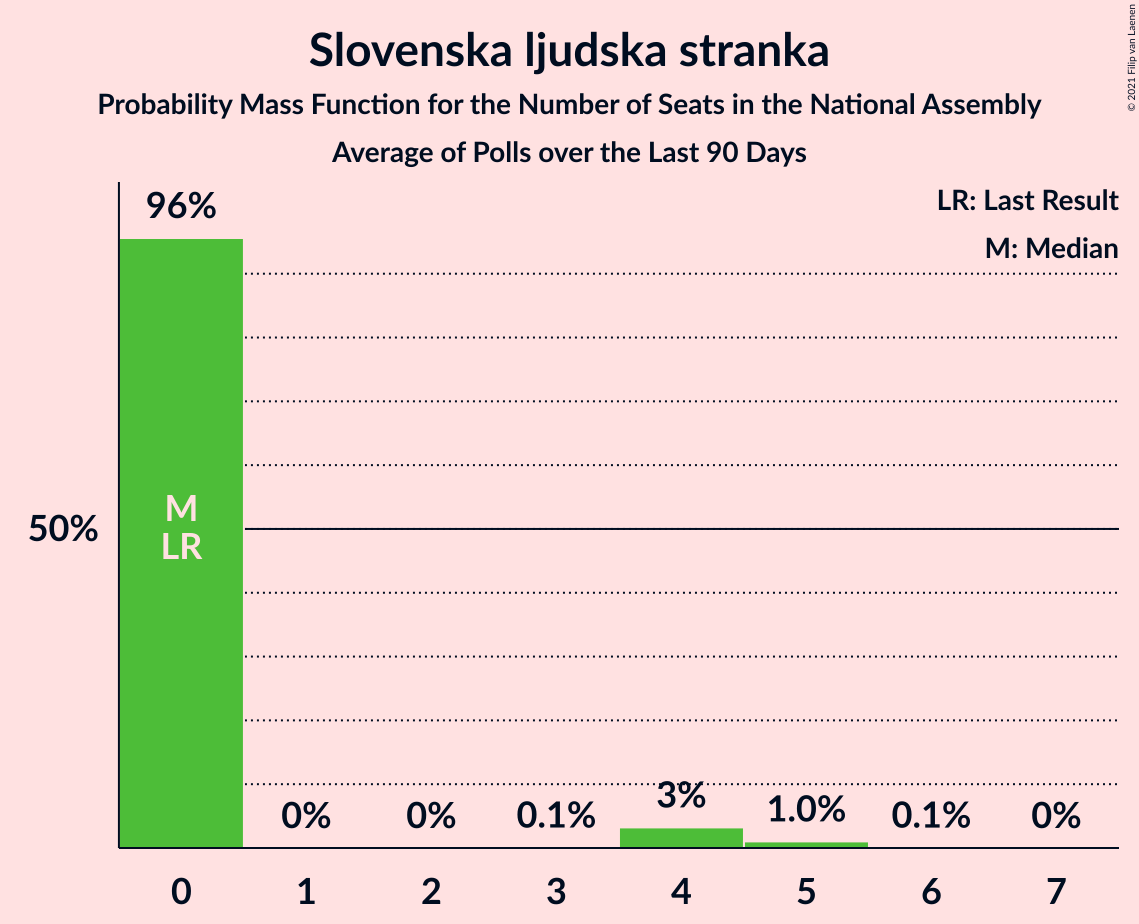 Slovenska ljudska stranka
Probability Mass Function for the Number of Seats in the National Assembly
Average of Polls over the Last 90 Days
© 2021 Filip van Laenen
LR: Last Result
M: Median
96%
M
LR
50%
0%
0%
0.1%
3%
1.0%
0.1%
0%
0 1 2 3 4 5 6 7